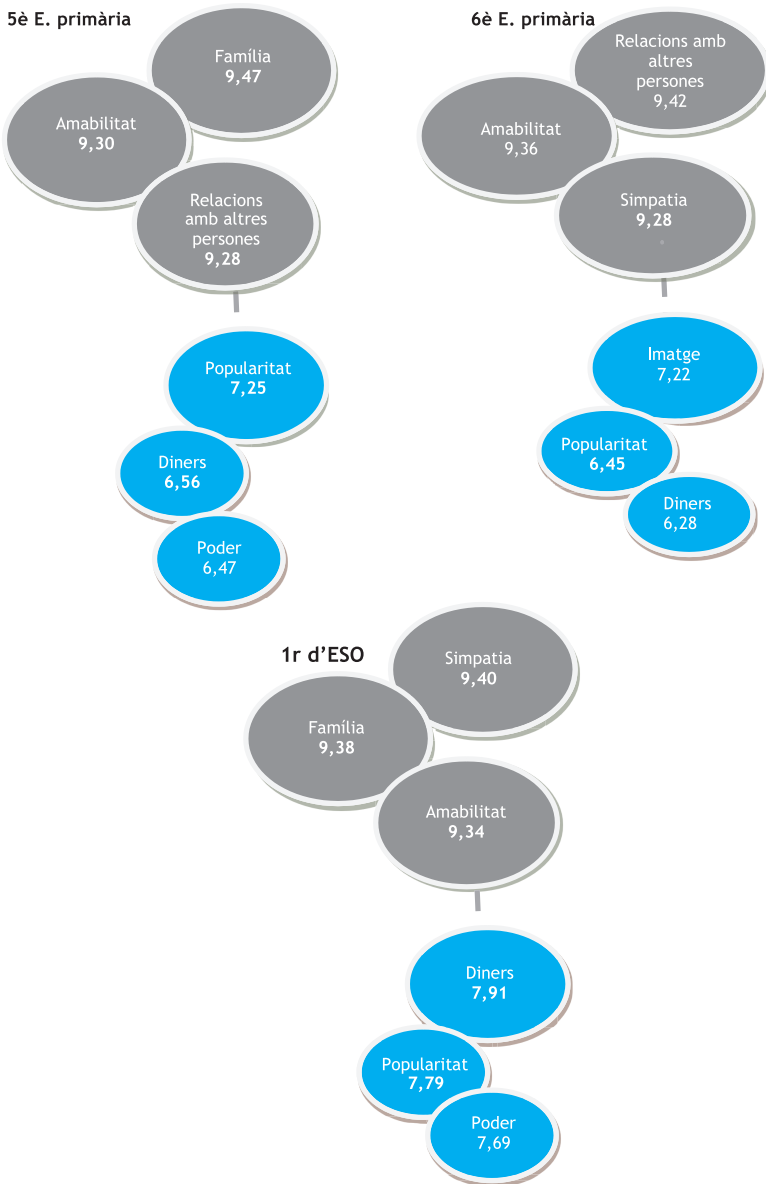 5è E. primària
Família
9,47
Amabilitat
9,30
Relacions
amb altres
persones
9,28
Popularitat
7,25
Diners
6,56
Poder
6,47
6è E. primària
Relacions amb
altres
persones
9,42
Amabilitat
9,36
Simpatia
9,28
Imatge
7,22
Popularitat
6,45
Diners
6,28
1r d’ESO
Simpatia
9,40
Família
9,38
Amabilitat
9,34
Diners
7,91
Popularitat
7,79
Poder
7,69